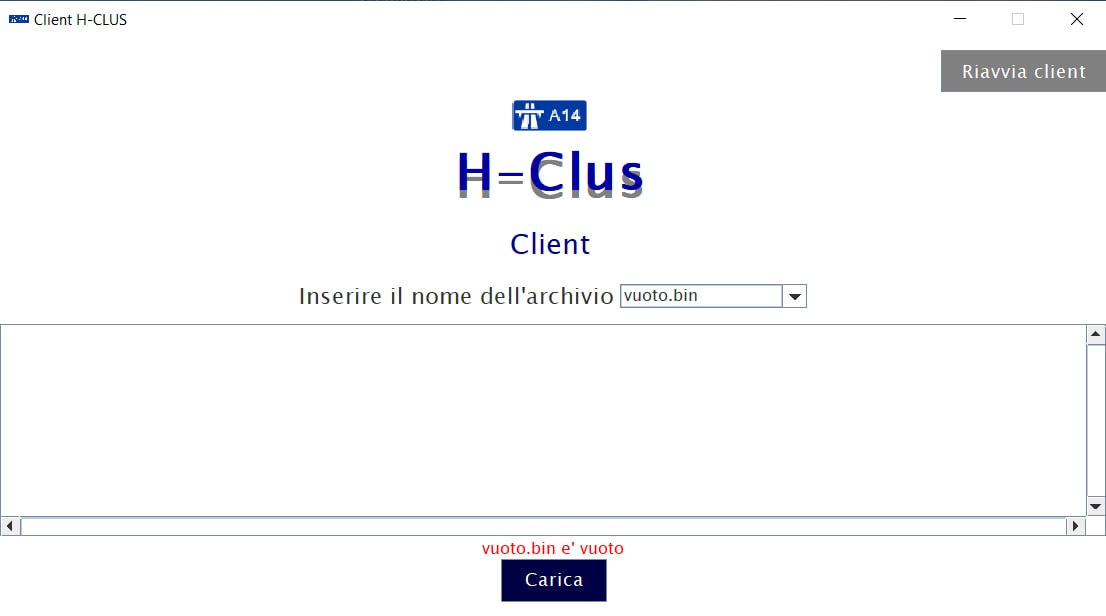 Client H-CLUS
Riavvia client
A14
H-Clus
Client
Inserire il nome dell'archivio vuoto.bin
vuoto.bin e' vuoto
Carica